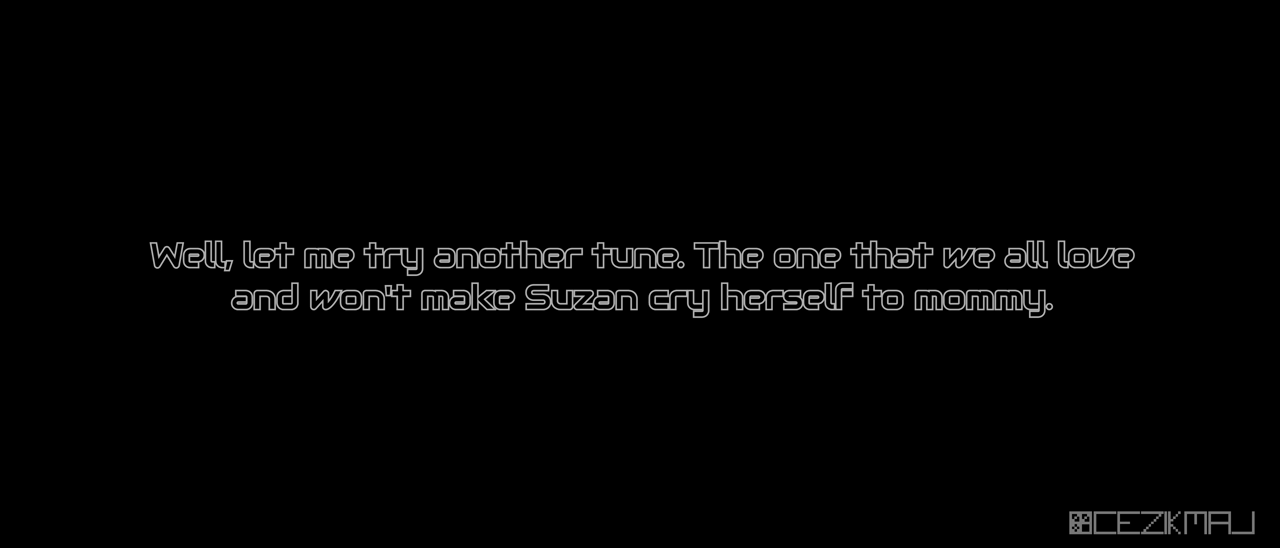 Well, let me try another tune. The one that we all love
and won't make Suzan cry herself to mommy.
CEZIKMAJ